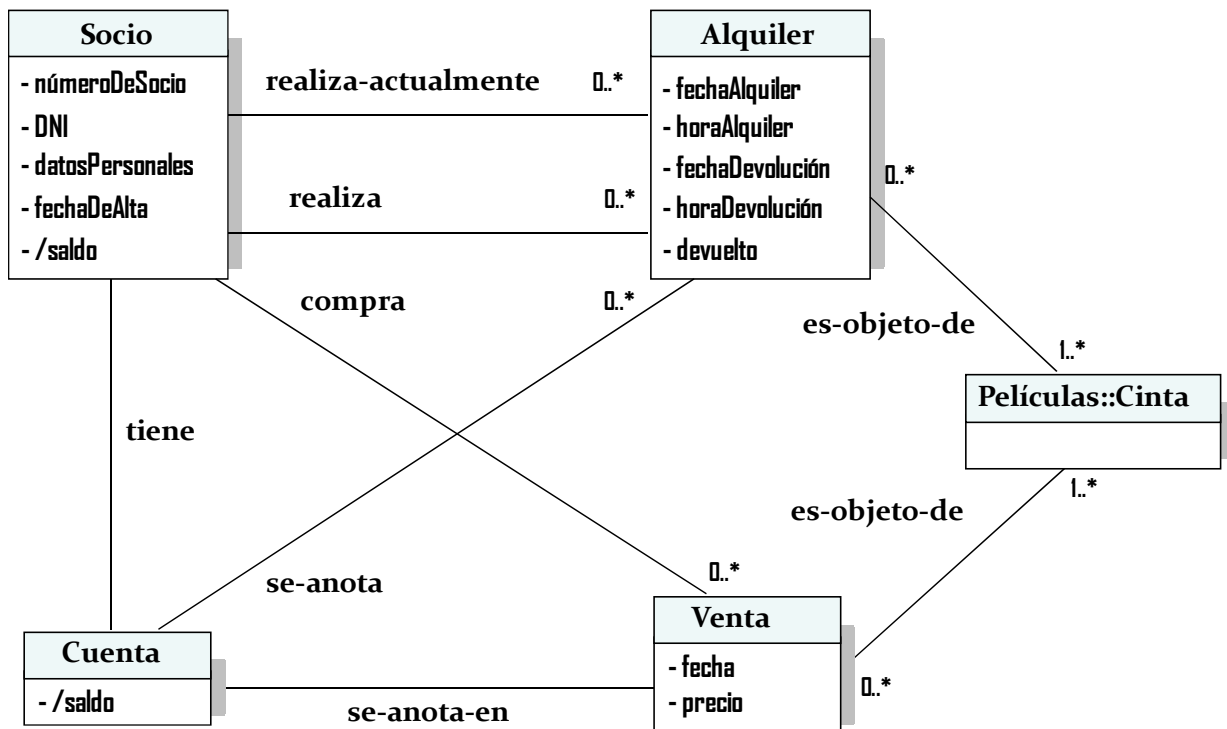 Socio
- númeroDeSocio
- DNI
- datosPersonales
- fechaDeAlta
- /saldo
realiza-actualmente
0..*
realiza
0..*
Alquiler
- fechaAlquiler
- horaAlquiler
- fechaDevolución
- horaDevolución
- devuelto
0..*
compra
0..*
es-objeto-de
1..*
Películas::Cinta
tiene
es-objeto-de
1..*
se-anota
0..*
Cuenta
- /saldo
se-anota-en
Venta
- fecha
- precio
0..*